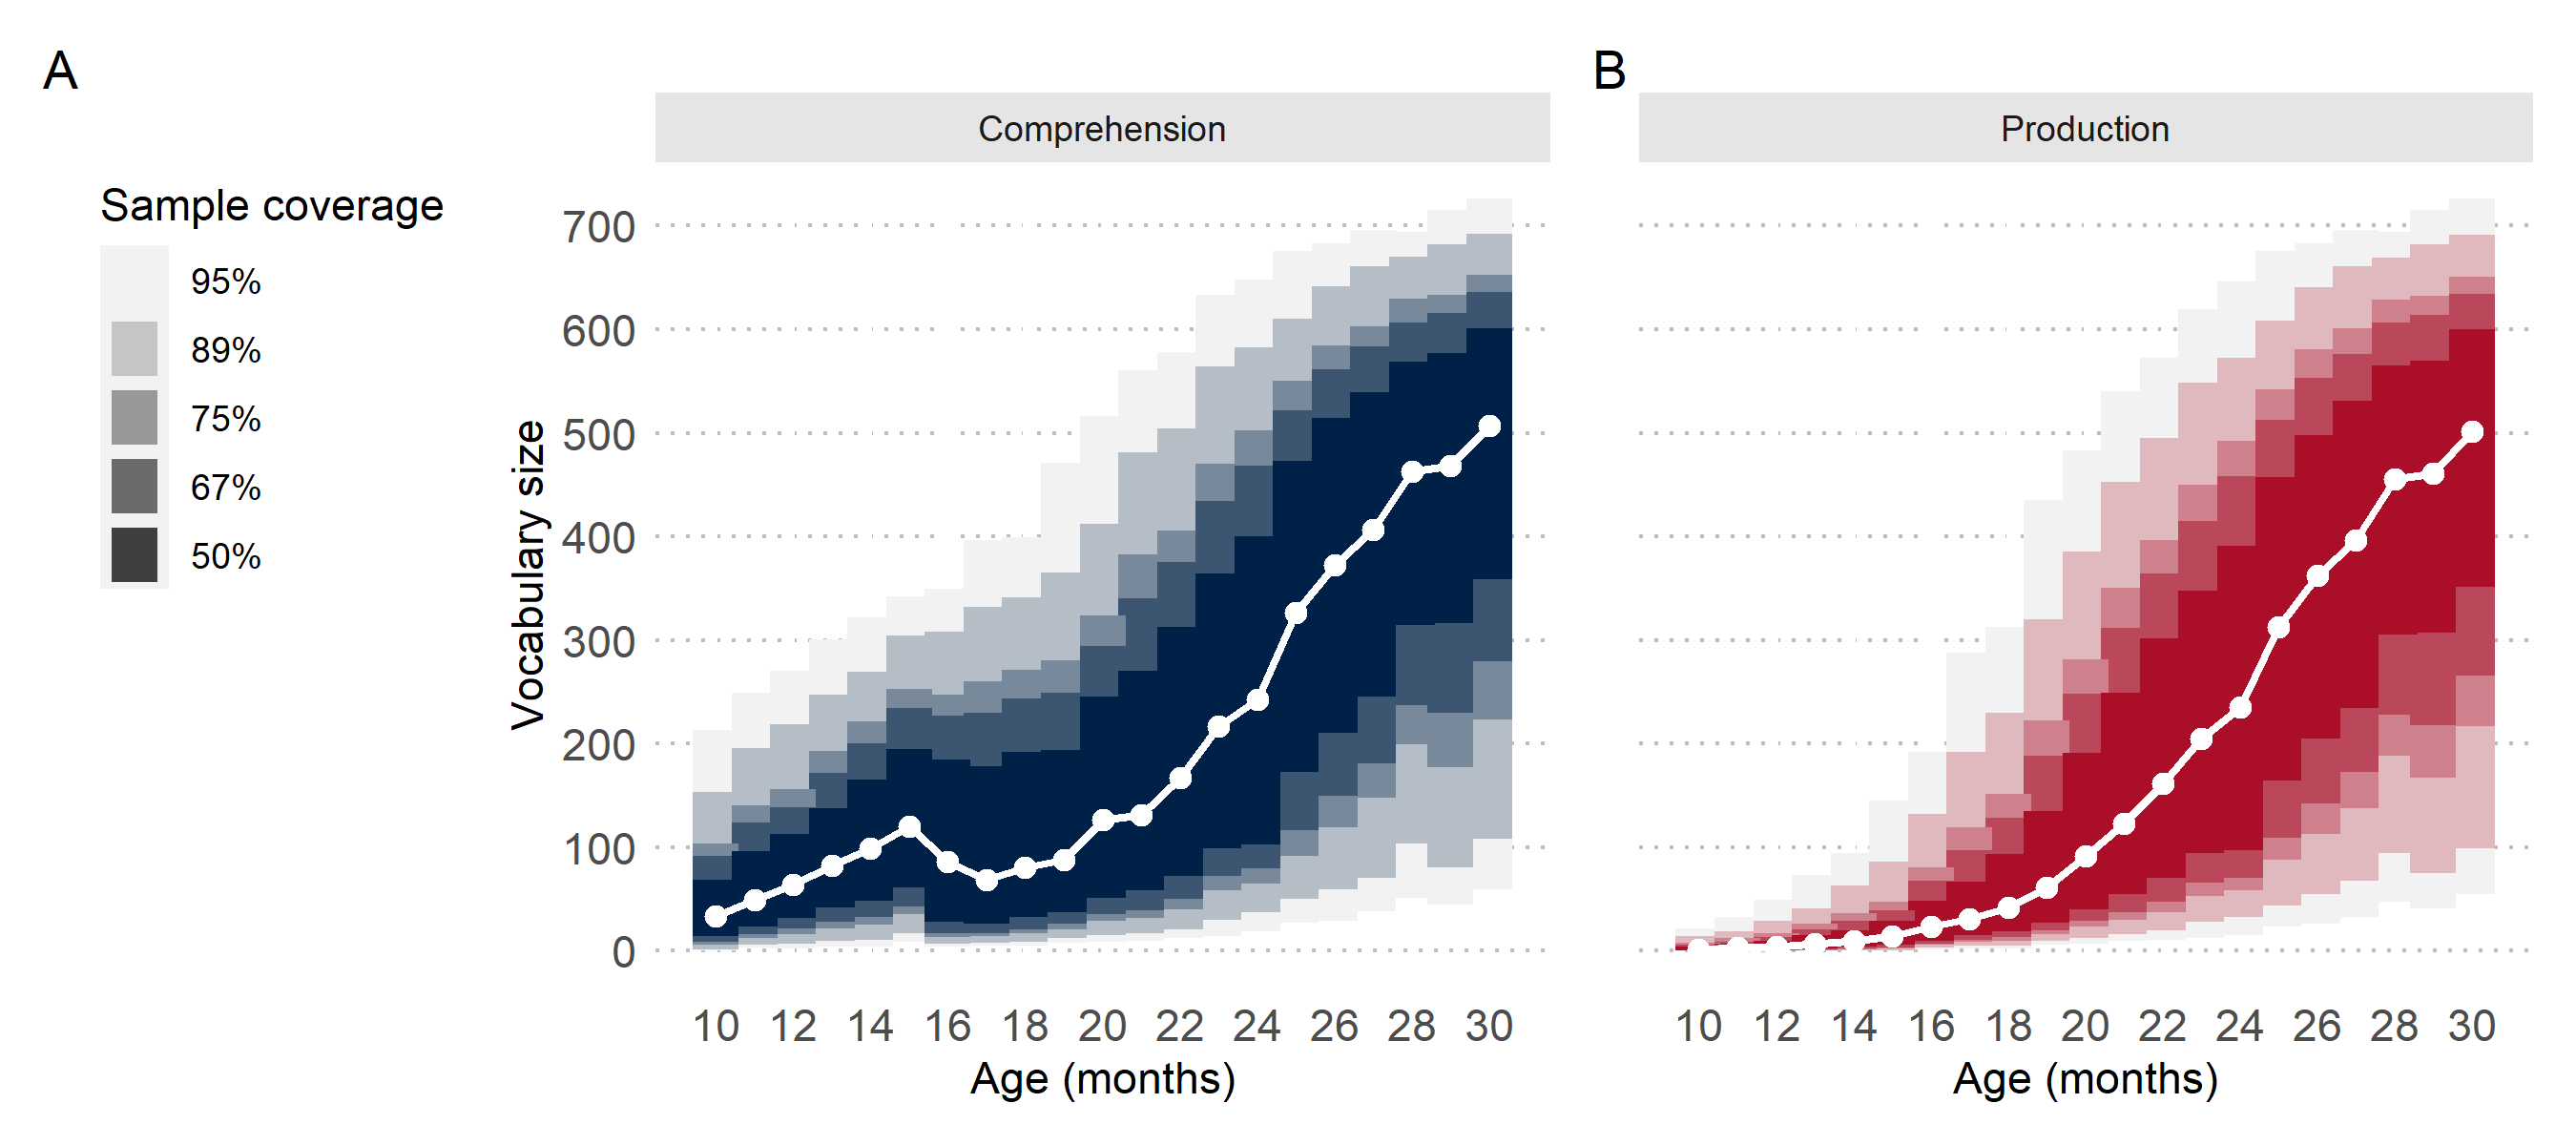 A
B
Comprehension
Production
Sample coverage
95%
89%
75%
67%
50%
Vocabulary size
700
600
500
400
300
200
100
0
10 12 14 16 18 20 22 24 26 28 30
Age (months)
10 12 14 16 18 20 22 24 26 28 30
Age (months)